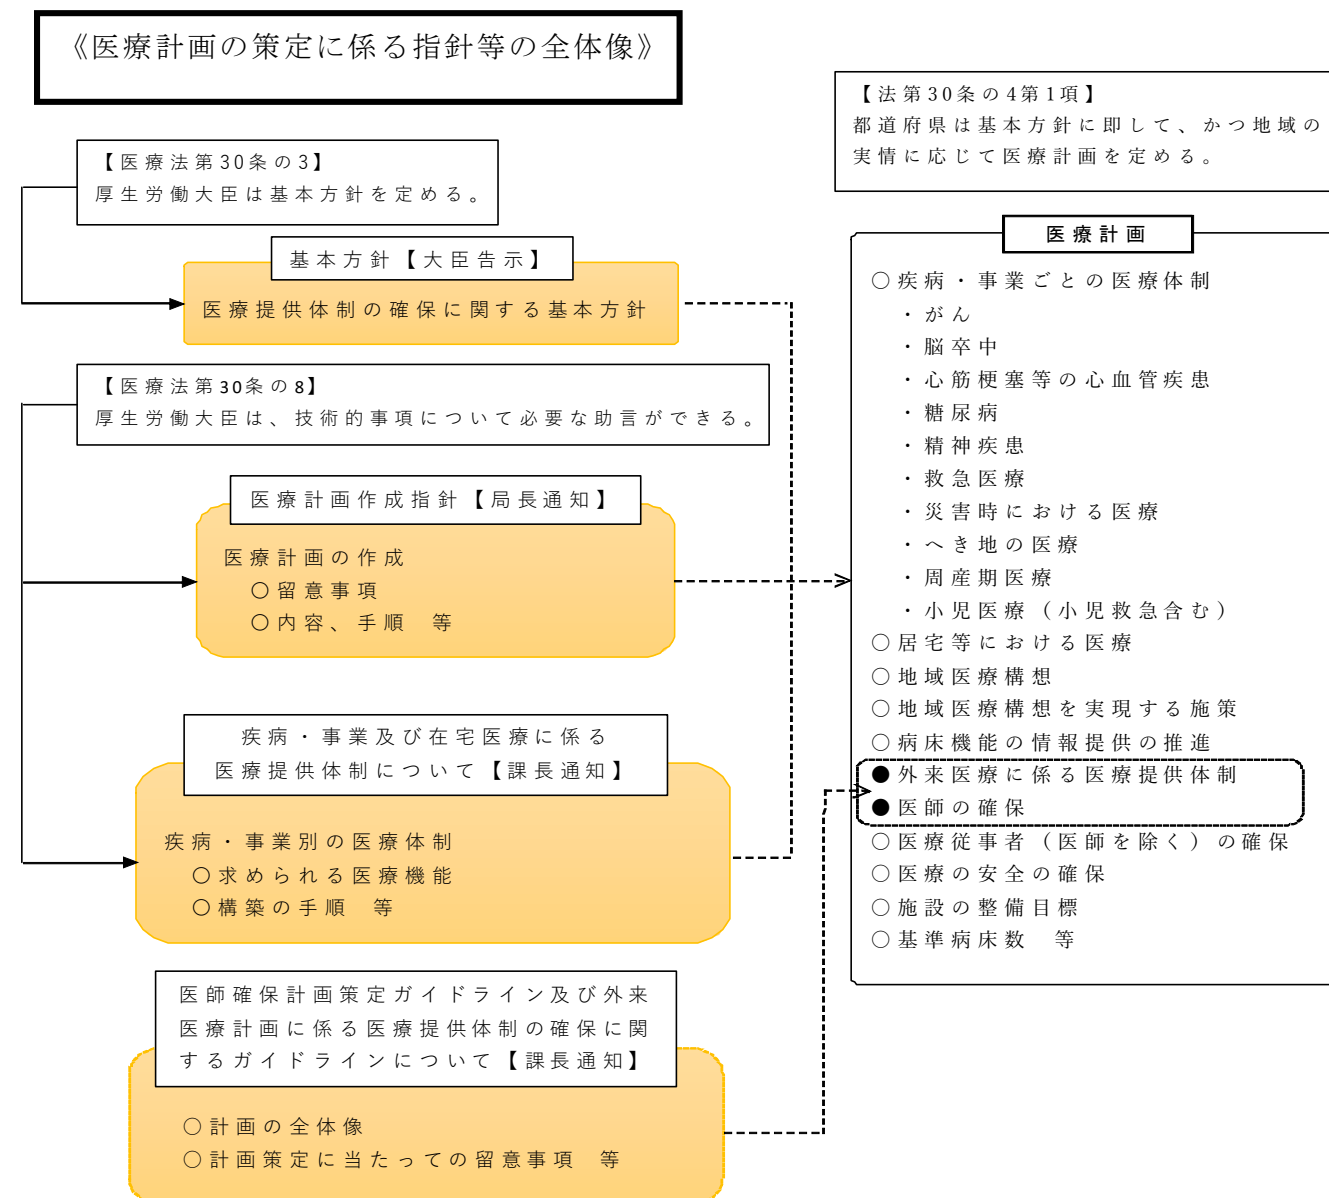 《医療計画の策定に係る指針等の全体像》
【医療法第30条の3】
厚生労働大臣は基本方針を定める。
基本方針【大臣告示】
医療提供体制の確保に関する基本方針
【医療法第30条の8】
厚生労働大臣は、技術的事項について必要な助言ができる。
医療計画作成指針【局長通知】
医療計画の作成
○留意事項
○内容、手順　等
疾病・事業及び在宅医療に係る
医療提供体制について【課長通知】
疾病・事業別の医療体制
○求められる医療機能
○構築の手順　等
医師確保計画策定ガイドライン及び外来
医療計画に係る医療提供体制の確保に関
するガイドラインについて【課長通知】
○計画の全体像
○計画策定に当たっての留意事項　等
【法第30条の4第1項】
都道府県は基本方針に即して、かつ地域の
実情に応じて医療計画を定める。
医療計画
○疾病・事業ごとの医療体制
・がん
・脳卒中
・心筋梗塞等の心血管疾患
・糖尿病
・精神疾患
・救急医療
・災害時における医療
・へき地の医療
・周産期医療
・小児医療（小児救急含む）
○居宅等における医療
○地域医療構想
○地域医療構想を実現する施策
○病床機能の情報提供の推進
●外来医療に係る医療提供体制
●医師の確保
○医療従事者（医師を除く）の確保
○医療の安全の確保
○施設の整備目標
○基準病床数　等